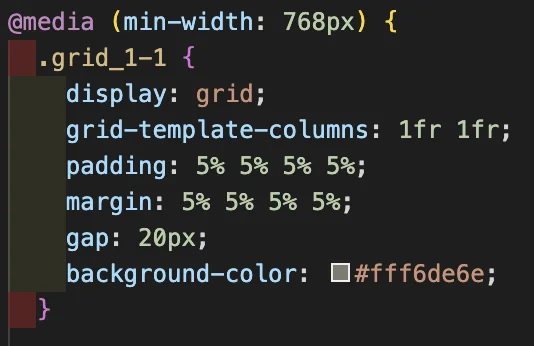 @media (min-width: 768px) {
.grid_1-1 {
display: grid;
grid-template-columns: 1fr 1fr;
padding: 5% 5% 5% 5%;
margin: 5% 5% 5% 5%;
gap: 20px;
background-color: #fff6de6e;
}